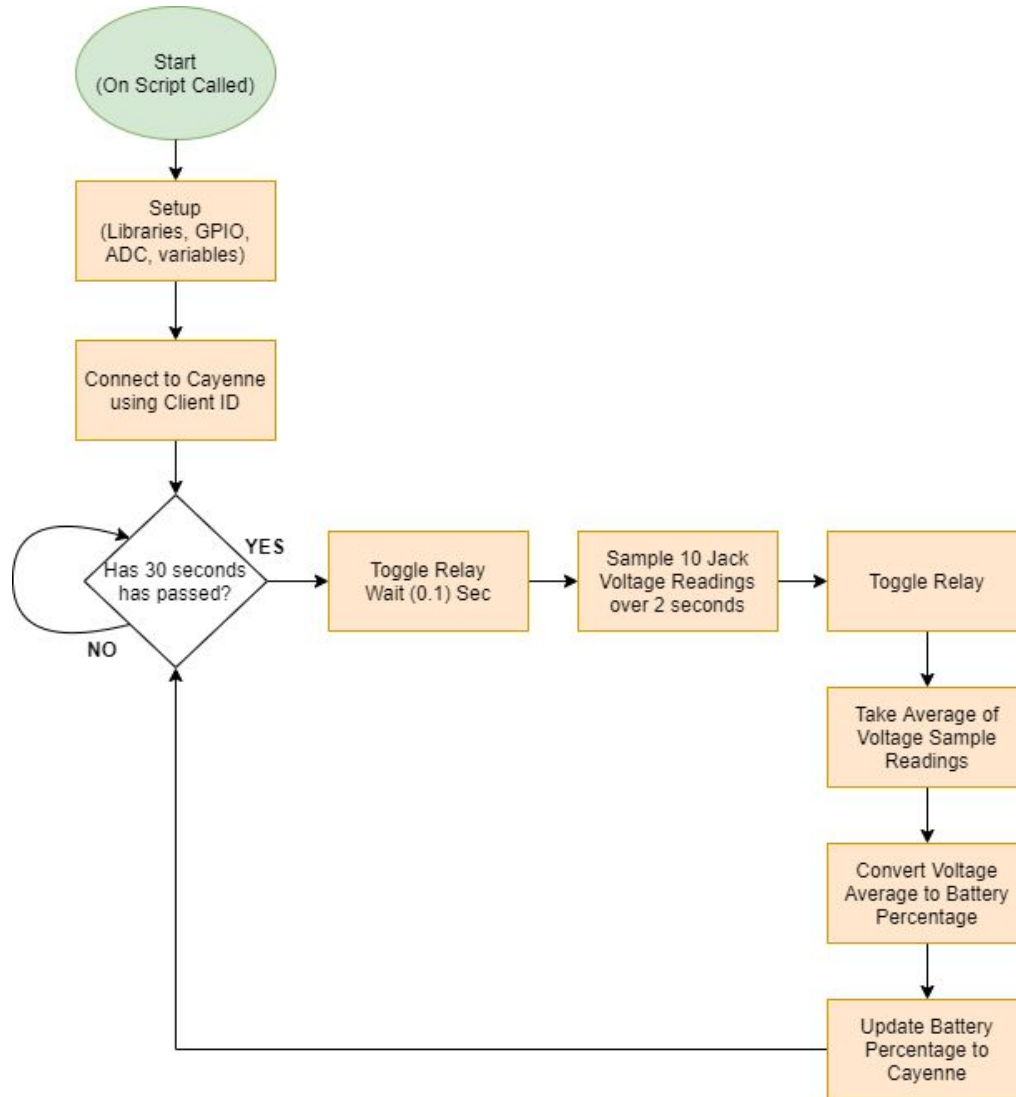 Start
(On Script Called)
Setup
(Libraries, GPIO,
ADC, variables)
Connect to Cayenne
using Client ID
Has 30 seconds
has passed?
YES
NO
Toggle Relay
Wait (0.1) Sec
Sample 10 Jack
Voltage Readings
over 2 seconds
Toggle Relay
Take Average of
Voltage Sample
Readings
Convert Voltage
Average to Battery
Percentage
Update Battery
Percentage to
Cayenne